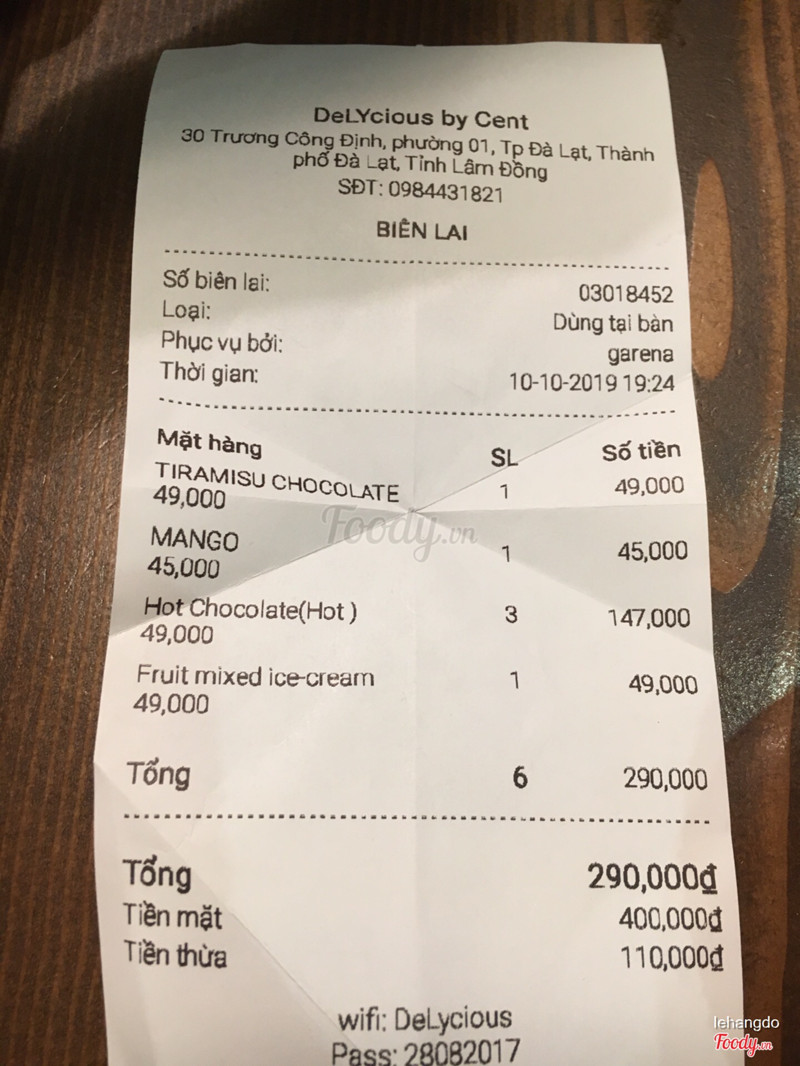 DeLYcious by Cent
30 Trương Công Định, phường 01, Tp Đà Lạt, Thành
phố Đà Lạt, Tỉnh Lâm Đồng
SĐT: 0984431821
BIÊN LAI
Số biên lai: 03018452
Loại: Dùng tại bàn
Phục vụ bởi: garena
Thời gian: 10-10-2019 19:24
Mặt hàng SL Số tiền
TIRAMISU CHOCOLATE 1 49,000
49,000
Foody.vn
MANGO 1 45,000
45,000
Hot Chocolate(Hot ) 3 147,000
49,000
Fruit mixed ice-cream 1 49,000
49,000
Tổng 6 290,000
Tổng 290,000đ
Tiền mặt 400,000đ
Tiền thừa 110,000đ
wifi: DeLycious
Pass: 28082017
lehangdo
Foody.vn